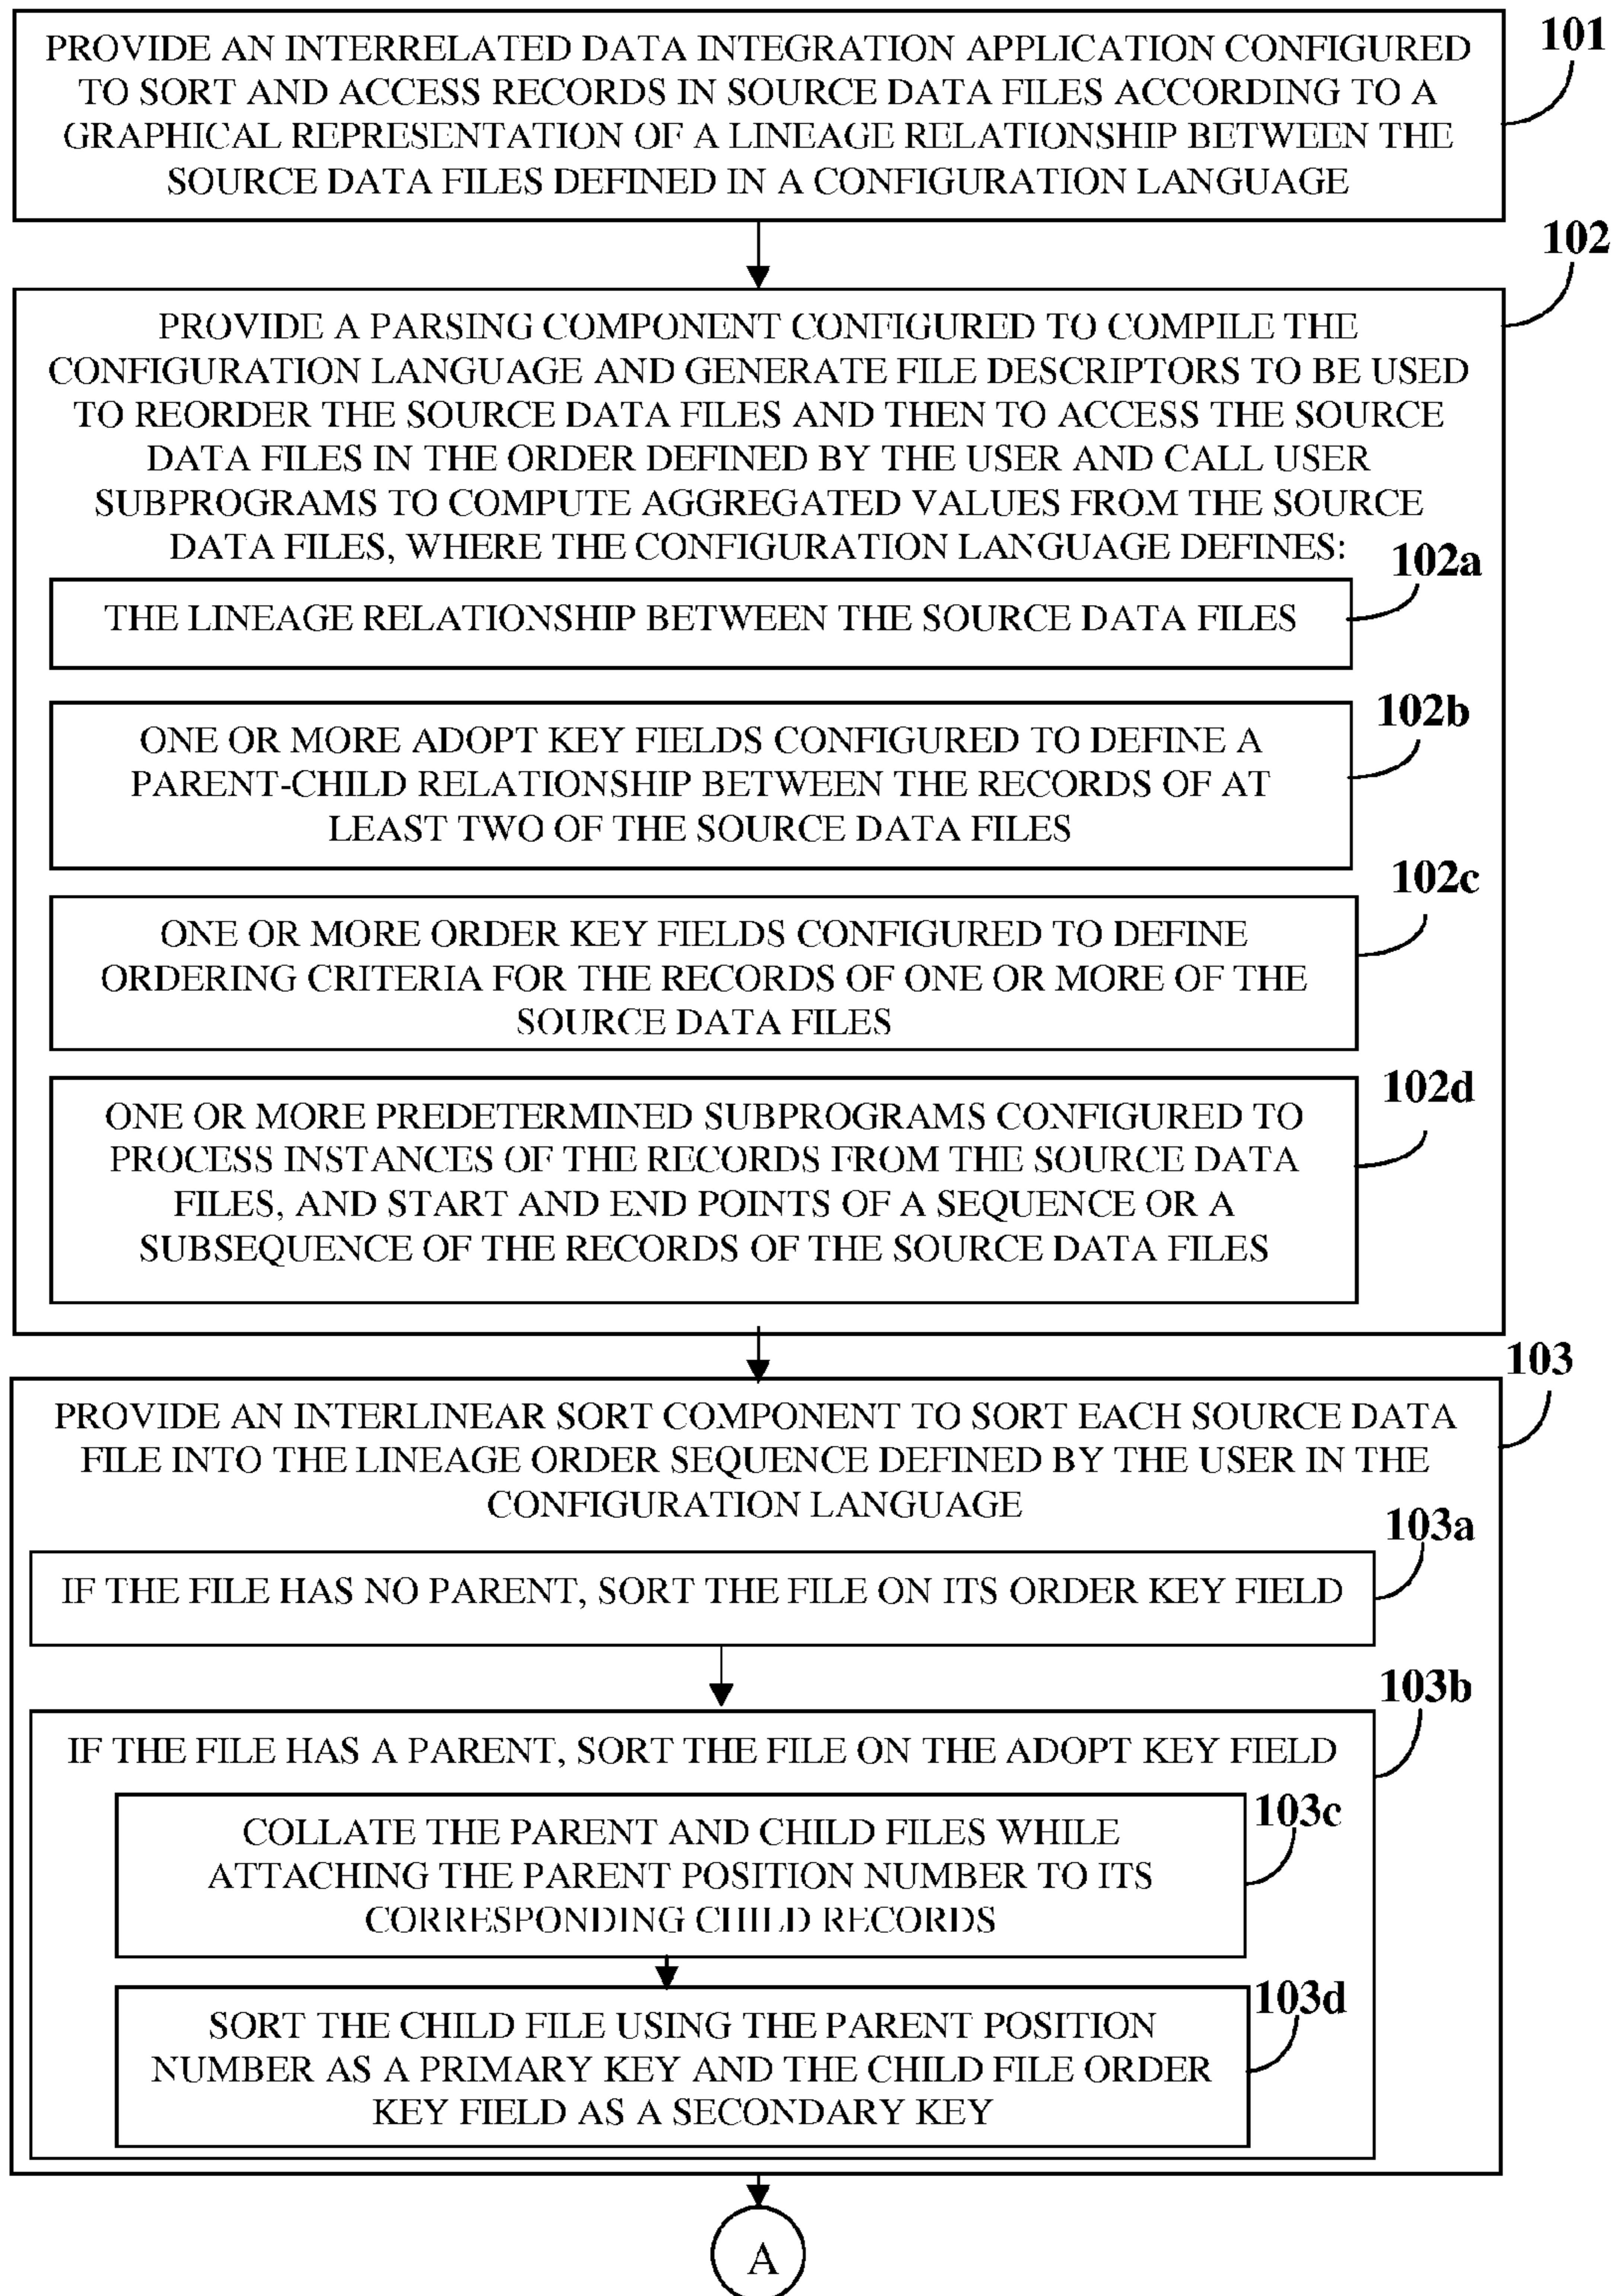 101
PROVIDE AN INTERRELATED DATA INTEGRATION APPLICATION CONFIGURED
TO SORT AND ACCESS RECORDS IN SOURCE DATA FILES ACCORDING TO A
GRAPHICAL REPRESENTATION OF A LINEAGE RELATIONSHIP BETWEEN THE
SOURCE DATA FILES DEFINED IN A CONFIGURATION LANGUAGE
102
PROVIDE A PARSING COMPONENT CONFIGURED TO COMPILE THE
CONFIGURATION LANGUAGE AND GENERATE FILE DESCRIPTORS TO BE USED
TO REORDER THE SOURCE DATA FILES AND THEN TO ACCESS THE SOURCE
DATA FILES IN THE ORDER DEFINED BY THE USER AND CALL USER
SUBPROGRAMS TO COMPUTE AGGREGATED VALUES FROM THE SOURCE
DATA FILES, WHERE THE CONFIGURATION LANGUAGE DEFINES:
102a
THE LINEAGE RELATIONSHIP BETWEEN THE SOURCE DATA FILES
102b
ONE OR MORE ADOPT KEY FIELDS CONFIGURED TO DEFINE A
PARENT-CHILD RELATIONSHIP BETWEEN THE RECORDS OF AT
LEAST TWO OF THE SOURCE DATA FILES
102c
ONE OR MORE ORDER KEY FIELDS CONFIGURED TO DEFINE
ORDERING CRITERIA FOR THE RECORDS OF ONE OR MORE OF THE
SOURCE DATA FILES
102d
ONE OR MORE PREDETERMINED SUBPROGRAMS CONFIGURED TO
PROCESS INSTANCES OF THE RECORDS FROM THE SOURCE DATA
FILES, AND START AND END POINTS OF A SEQUENCE OR A
SUBSEQUENCE OF THE RECORDS OF THE SOURCE DATA FILES
103
PROVIDE AN INTERLINEAR SORT COMPONENT TO SORT EACH SOURCE DATA
FILE INTO THE LINEAGE ORDER SEQUENCE DEFINED BY THE USER IN THE
CONFIGURATION LANGUAGE
103a
IF THE FILE HAS NO PARENT, SORT THE FILE ON ITS ORDER KEY FIELD
103b
IF THE FILE HAS A PARENT, SORT THE FILE ON THE ADOPT KEY FIELD
103c
COLLATE THE PARENT AND CHILD FILES WHILE
ATTACHING THE PARENT POSITION NUMBER TO ITS
CORRESPONDING CHILD RECORDS
103d
SORT THE CHILD FILE USING THE PARENT POSITION
NUMBER AS A PRIMARY KEY AND THE CHILD FILE ORDER
KEY FIELD AS A SECONDARY KEY
A